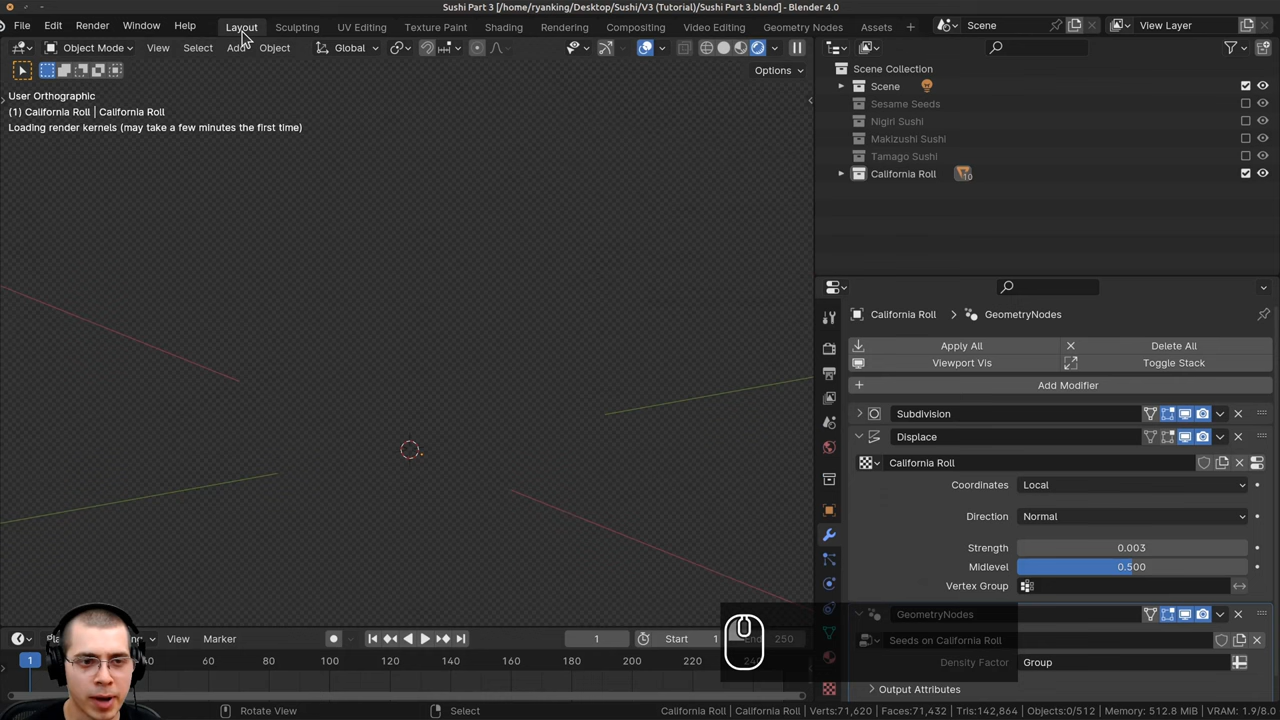 Sushi Part 3 [/home/ryanking/Desktop/Sushi/V3 (Tutorial)/Sushi Part 3.blend] - Blender 4.0
File Edit Render Window Help Layout Sculpting UV Editing Texture Paint Shading Rendering Compositing Video Editing Geometry Nodes Assets + Scene View Layer
Object Mode View Select Add Object Global
Options
User Orthographic
(1) California Roll | California Roll
Loading render kernels (may take a few minutes the first time)
Scene Collection
Scene
Sesame Seeds
Nigiri Sushi
Makizushi Sushi
Tamago Sushi
California Roll 10
California Roll > GeometryNodes
Apply All Delete All
Viewport Vis Toggle Stack
+ Add Modifier
Subdivision
Displace
California Roll
Coordinates Local
Direction Normal
Strength 0.003
Midlevel 0.500
Vertex Group
GeometryNodes
Seeds on California Roll
Density Factor Group
Output Attributes
View Marker 1 Start 1 End 250
1 40 60 80 100 120 140 160 180 200 220 240
Rotate View Select California Roll | California Roll | Verts:71,620 | Faces:71,432 | Tris:142,864 | Objects:0/512 | Memory: 512.8 MiB | VRAM: 1.9/8.0